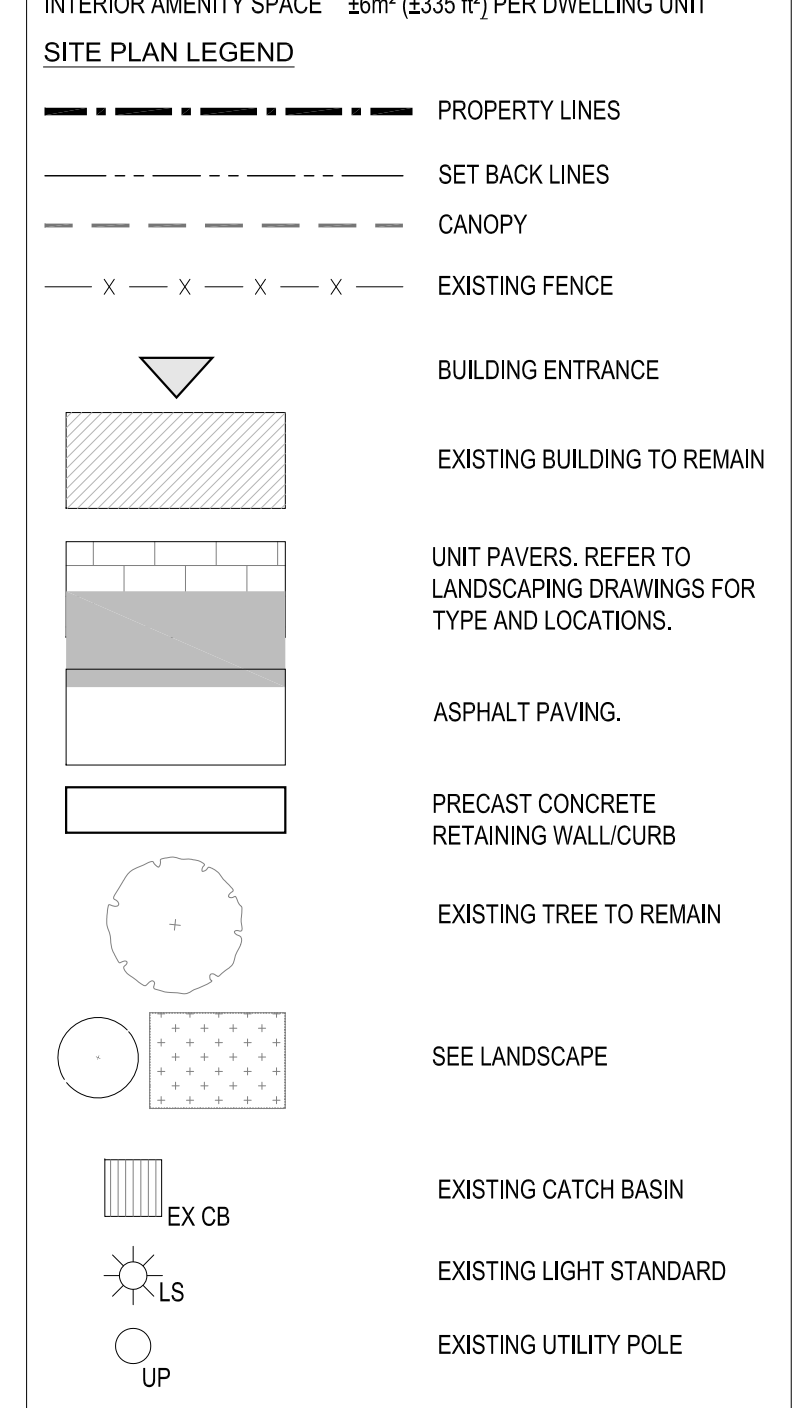 INTERIOR AMENITY SPACE ±6m² (±335 ft²) PER DWELLING UNIT
SITE PLAN LEGEND
PROPERTY LINES
SET BACK LINES
CANOPY
X X X X EXISTING FENCE
BUILDING ENTRANCE
EXISTING BUILDING TO REMAIN
UNIT PAVERS. REFER TO
LANDSCAPING DRAWINGS FOR
TYPE AND LOCATIONS.
ASPHALT PAVING.
PRECAST CONCRETE
RETAINING WALL/CURB
EXISTING TREE TO REMAIN
SEE LANDSCAPE
EX CB EXISTING CATCH BASIN
LS EXISTING LIGHT STANDARD
UP EXISTING UTILITY POLE